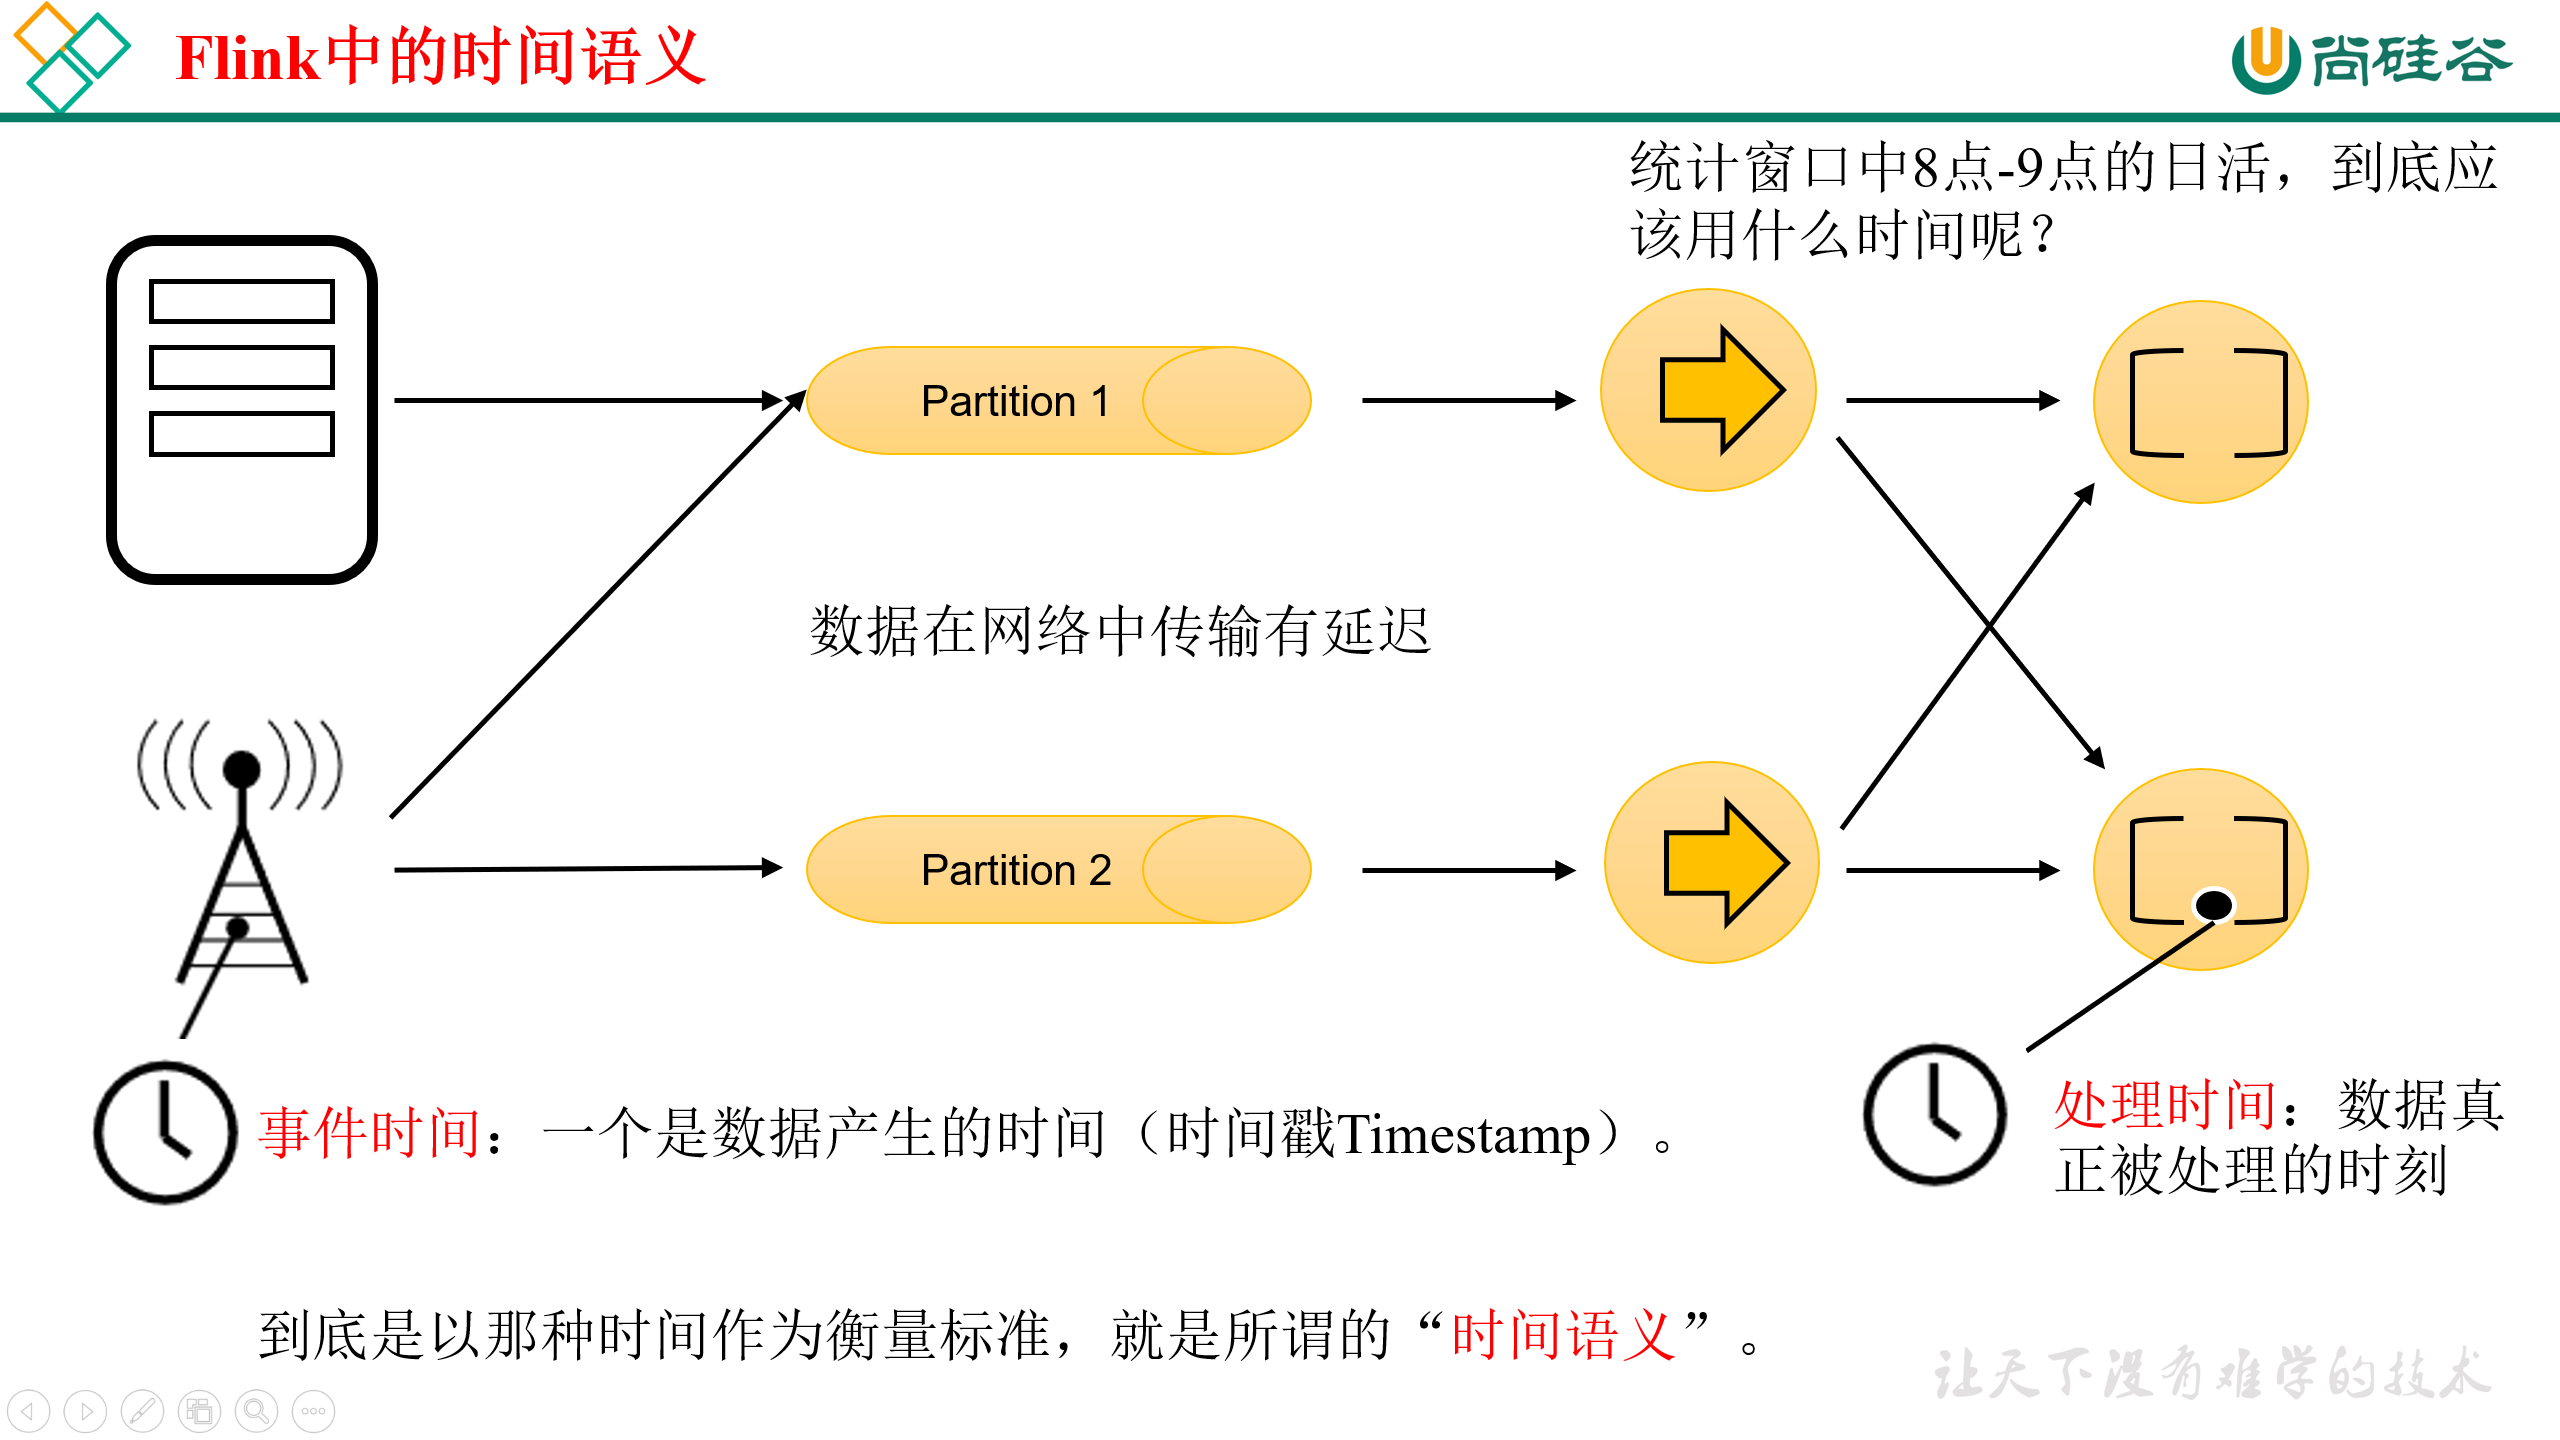 Flink中的时间语义
尚硅谷
统计窗口中8点-9点的日活，到底应
该用什么时间呢？
Partition 1
数据在网络中传输有延迟
Partition 2
事件时间：一个是数据产生的时间（时间戳Timestamp）。
处理时间：数据真
正被处理的时刻
到底是以那种时间作为衡量标准，就是所谓的“时间语义”。
让天下没有难学的技术